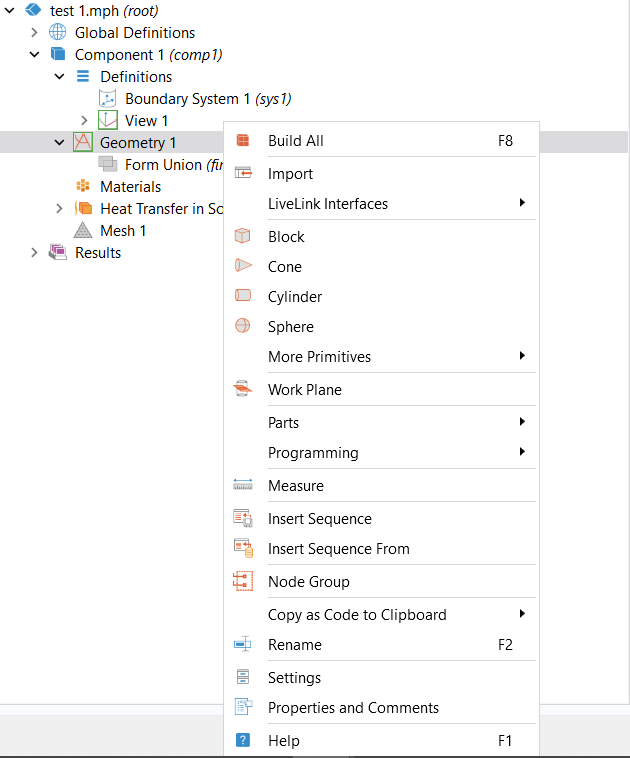 test 1.mph (root)
Global Definitions
Component 1 (comp1)
Definitions
Boundary System 1 (sys1)
View 1
Geometry 1
Form Union (fin
Materials
Heat Transfer in So
Mesh 1
Results
Build All F8
Import
LiveLink Interfaces
Block
Cone
Cylinder
Sphere
More Primitives
Work Plane
Parts
Programming
Measure
Insert Sequence
Insert Sequence From
Node Group
Copy as Code to Clipboard
Rename F2
Settings
Properties and Comments
Help F1